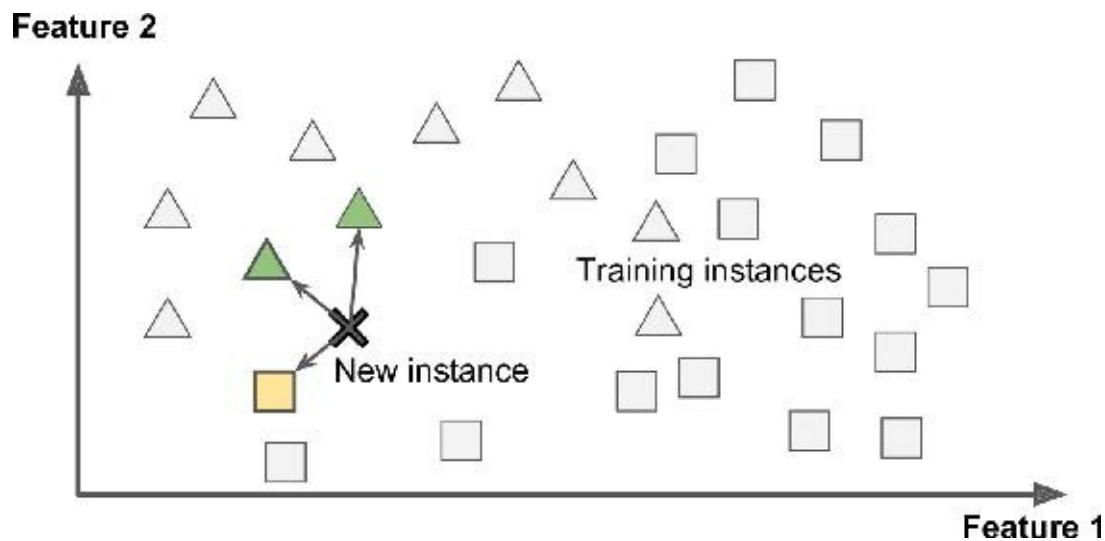 Feature 2
Training instances
New instance
Feature 1